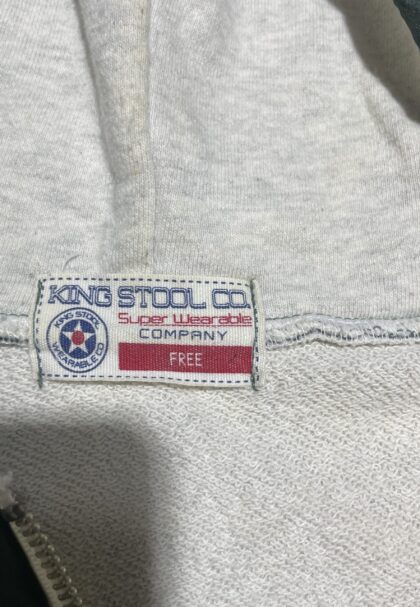 KING STOOL CO.
Super Wearable
COMPANY
FREE
KING STOOL
WEARABLE CO